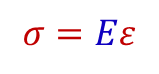 σ = Eε